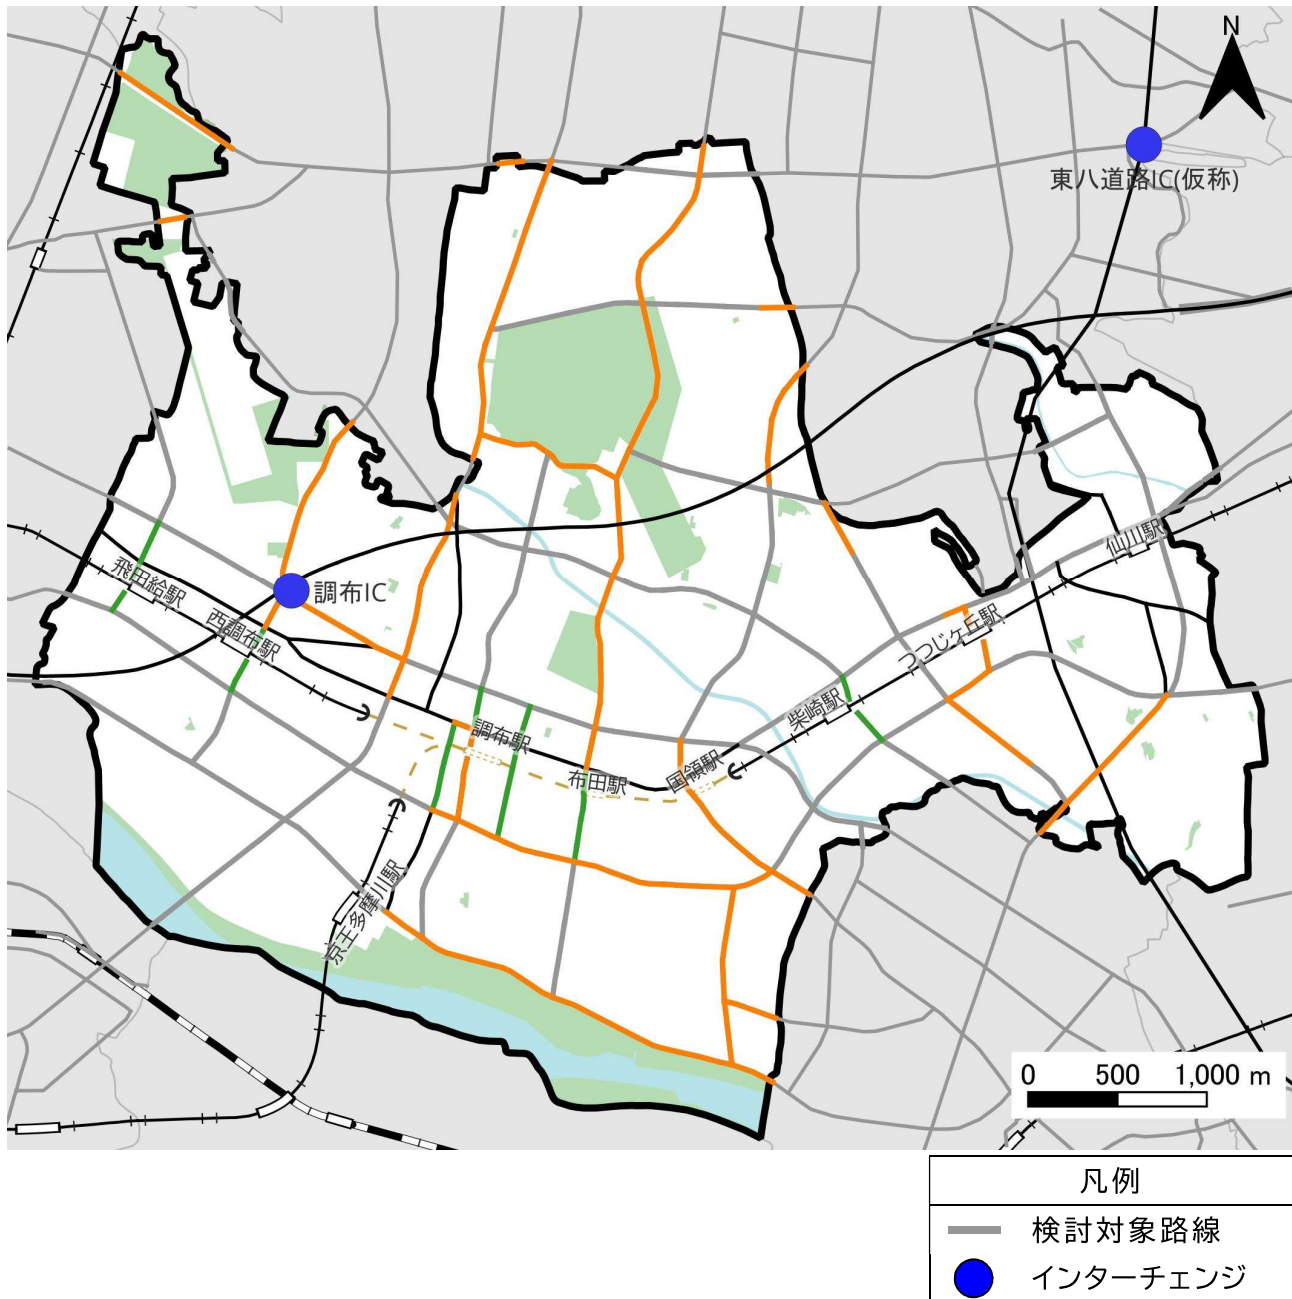 N
東八道路IC(仮称)
仙川駅
飛田給駅
調布IC
西調布駅
つつじヶ丘駅
柴崎駅
調布駅
国領駅
布田駅
京王多摩川駅
0 500 1,000 m
凡例
検討対象路線
インターチェンジ